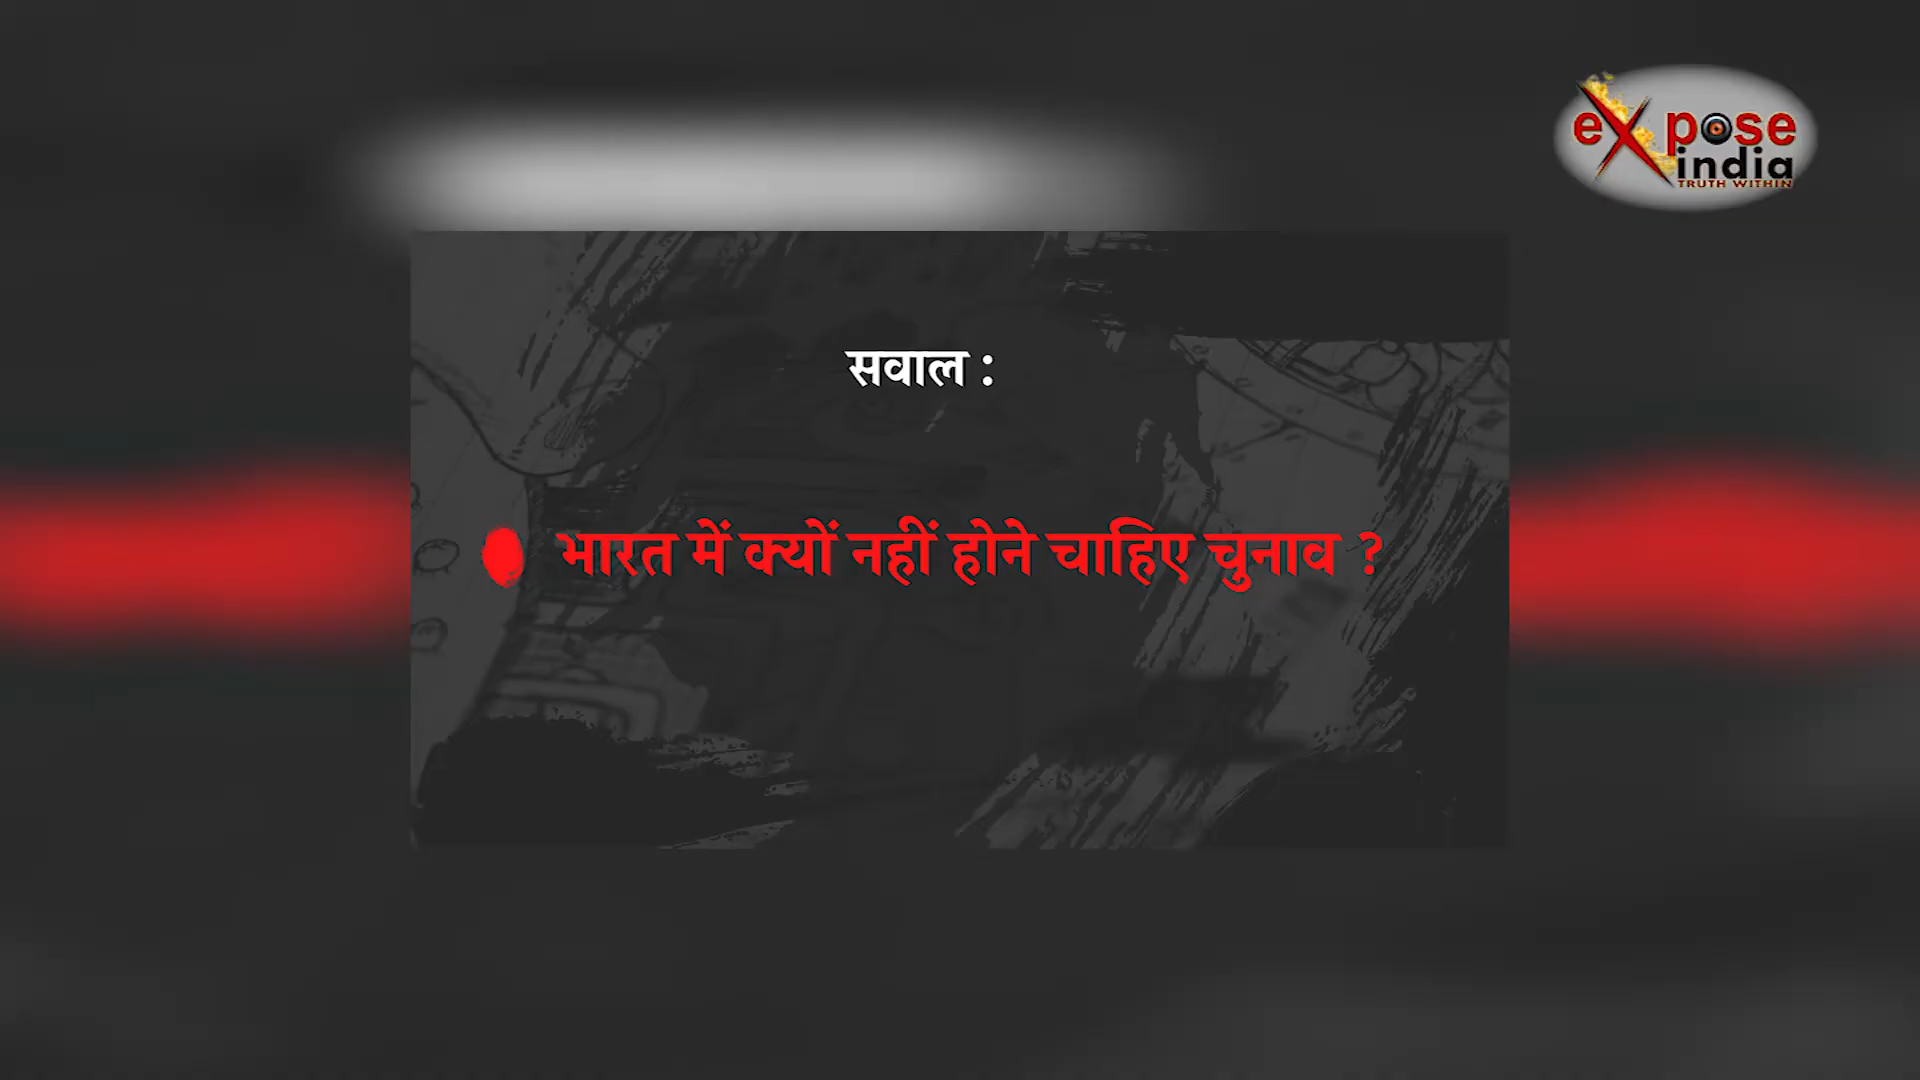 eXpose
india
TRUTH WITHIN
सवाल :
भारत में क्यों नहीं होने चाहिए चुनाव ?